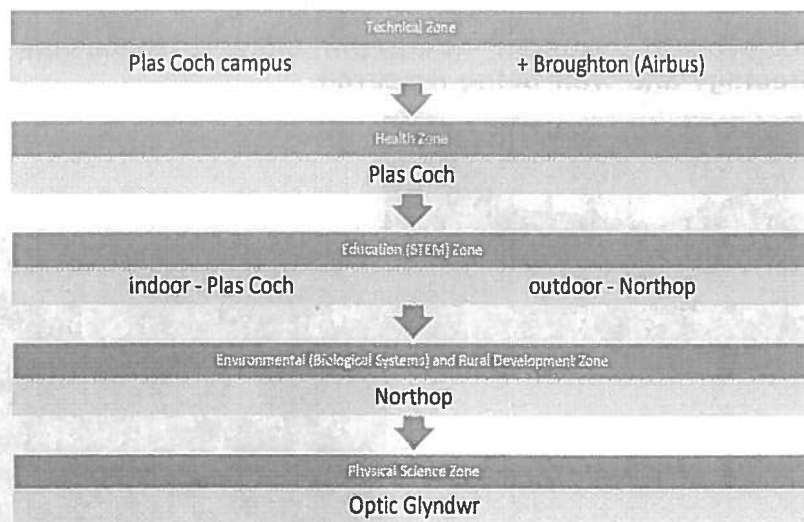 Technical Zone
Plas Coch campus + Broughton (Airbus)
Health Zone
Plas Coch
Education (STEM) Zone
indoor - Plas Coch outdoor - Northop
Environmental (Biological Systems) and Rural Development Zone
Northop
Physical Science Zone
Optic Glyndwr